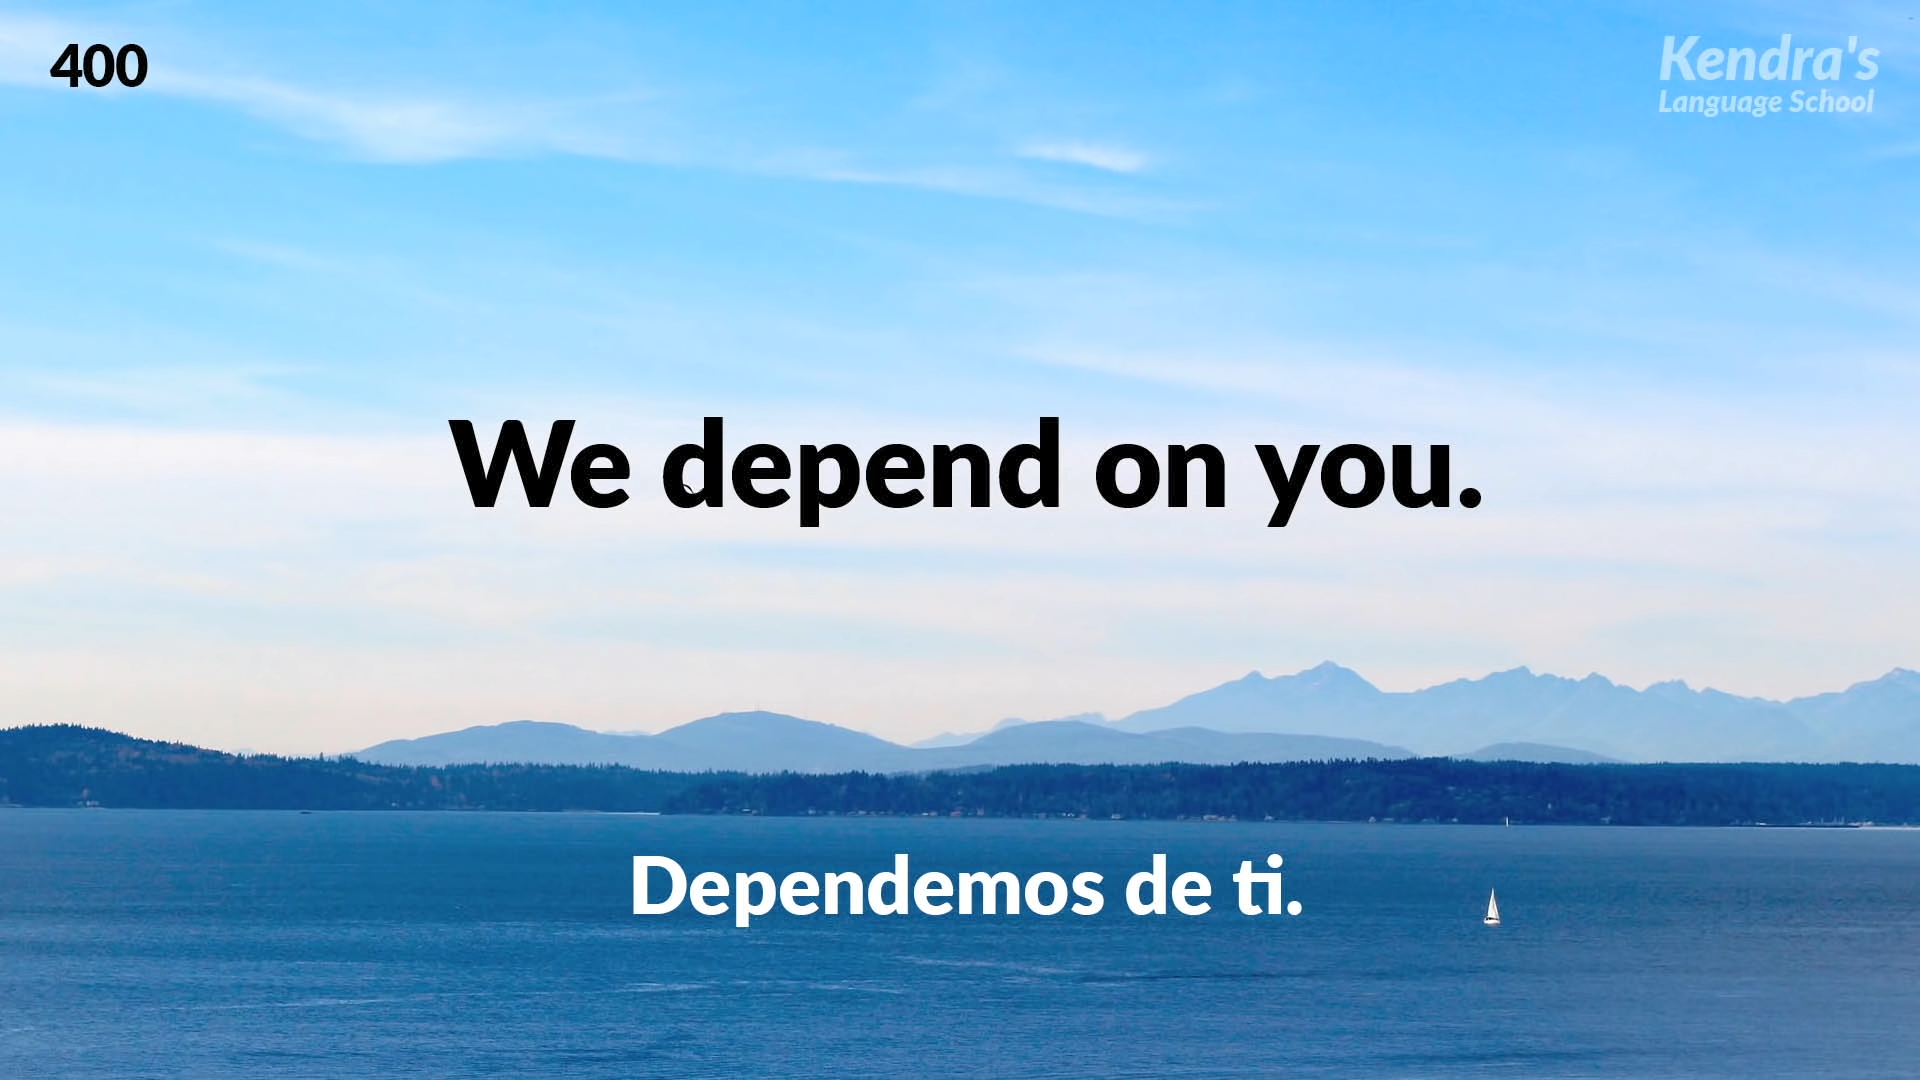 400
Kendra's
Language School
We depend on you.
Dependemos de ti.